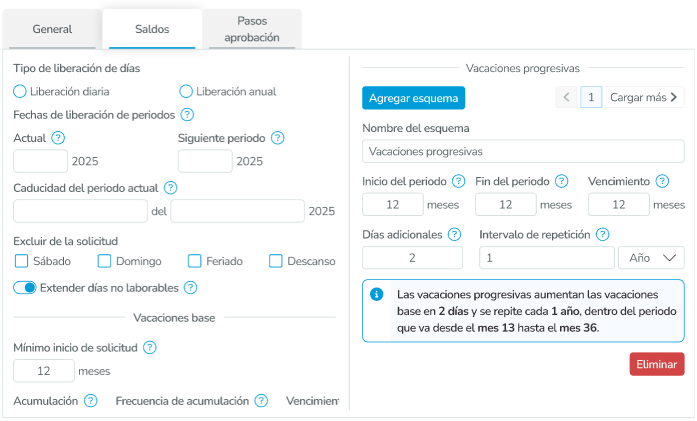 General
Saldos
Pasos
aprobación
Tipo de liberación de días
Liberación diaria
Liberación anual
Fechas de liberación de periodos ?
Actual ?
Siguiente periodo ?
2025
2025
Caducidad del periodo actual ?
del
2025
Excluir de la solicitud
Sábado
Domingo
Feriado
Descanso
Extender días no laborables ?
Vacaciones base
Mínimo inicio de solicitud ?
12 meses
Acumulación ?
Frecuencia de acumulación ?
Vencimient
Vacaciones progresivas
Agregar esquema
1
Cargar más
Nombre del esquema
Vacaciones progresivas
Inicio del periodo ?
Fin del periodo ?
Vencimiento ?
12 meses
12 meses
12 meses
Días adicionales ?
Intervalo de repetición ?
2
1
Año
Las vacaciones progresivas aumentan las vacaciones
base en 2 días y se repite cada 1 año, dentro del periodo
que va desde el mes 13 hasta el mes 36.
Eliminar